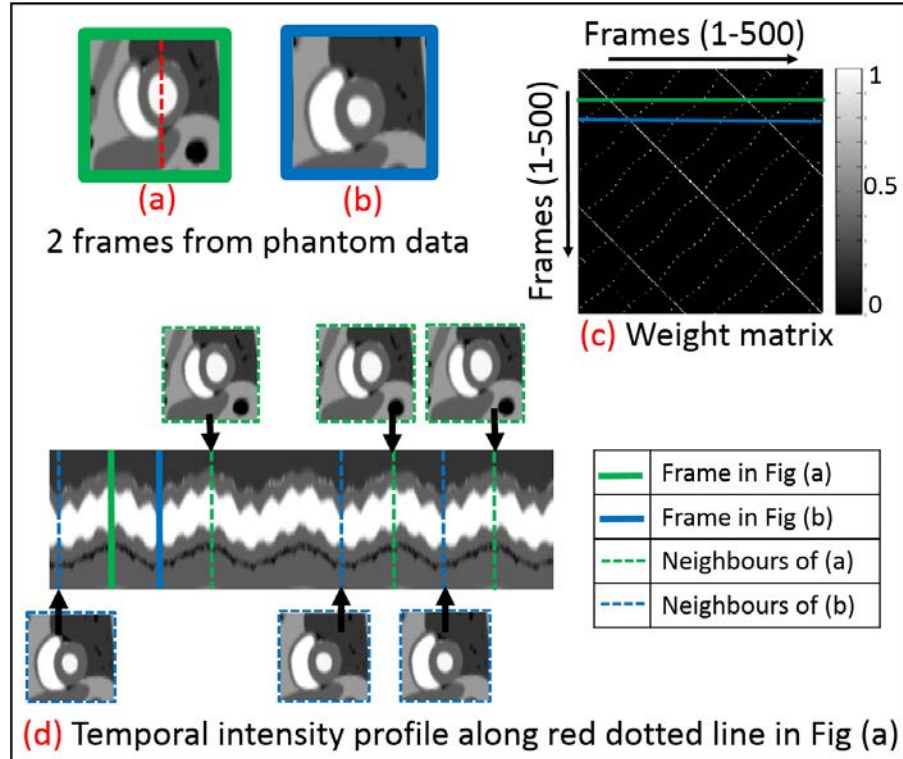 (a)
(b)
2 frames from phantom data
Frames (1-500)
Frames (1-500)
1
0.5
0
(c) Weight matrix
Frame in Fig (a)
Frame in Fig (b)
Neighbours of (a)
Neighbours of (b)
(d) Temporal intensity profile along red dotted line in Fig (a)